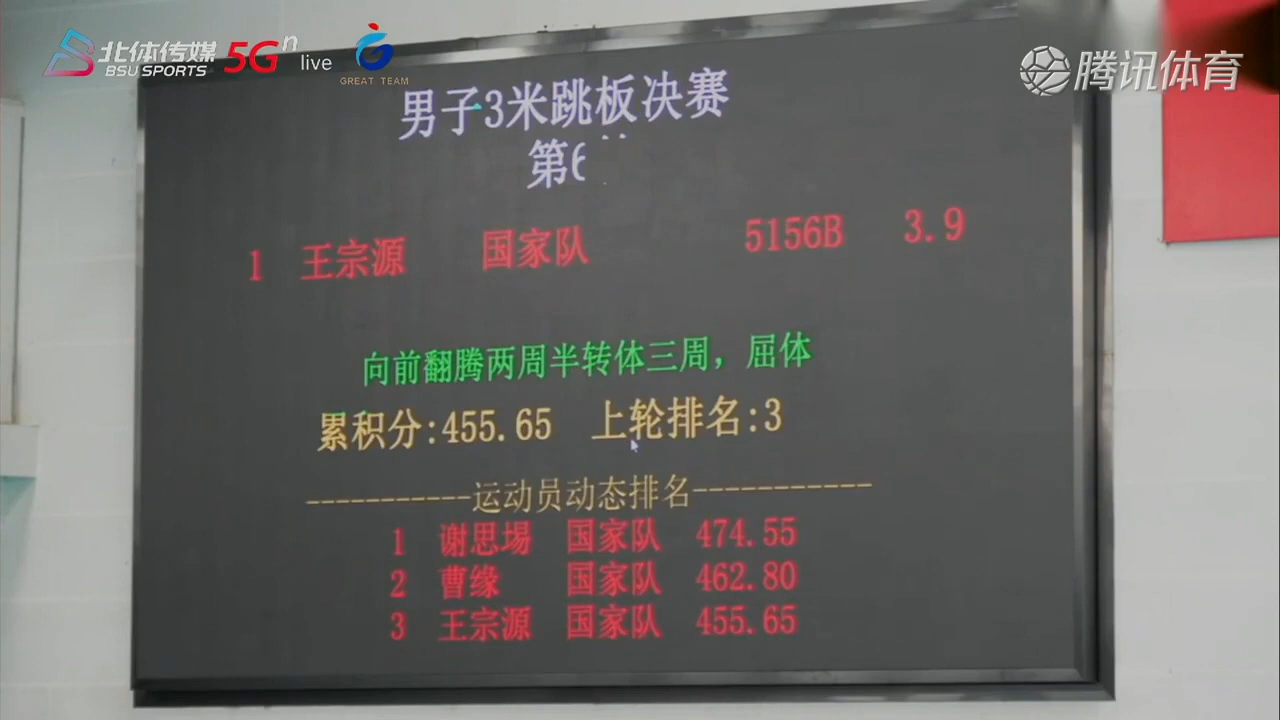 北体传媒 5Gⁿ live
BSU SPORTS
GREAT TEAM
腾讯体育
男子3米跳板决赛
第6
1 王宗源 国家队 5156B 3.9
向前翻腾两周半转体三周，屈体
累积分:455.65 上轮排名:3
-----------运动员动态排名------------
1 谢思埸 国家队 474.55
2 曹缘 国家队 462.80
3 王宗源 国家队 455.65